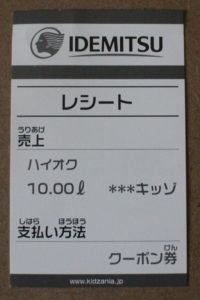 IDEMITSU
レシート
うりあげ
売上
ハイオク
10.00ℓ ***キッゾ
しはら ほうほう
支払い方法
けん
クーポン券
www.kidzania.jp